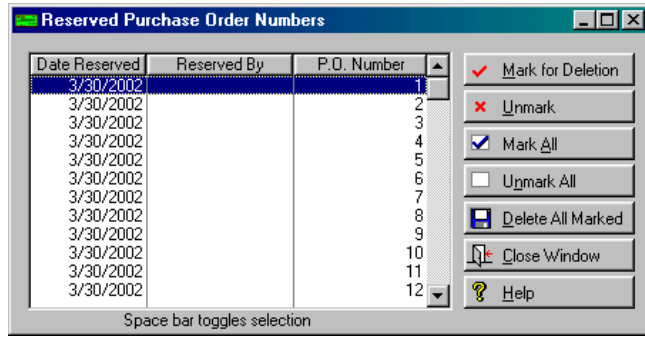 Reserved Purchase Order Numbers
Date Reserved Reserved By P.O. Number
3/30/2002 1
3/30/2002 2
3/30/2002 3
3/30/2002 4
3/30/2002 5
3/30/2002 6
3/30/2002 7
3/30/2002 8
3/30/2002 9
3/30/2002 10
3/30/2002 11
3/30/2002 12
Space bar toggles selection
Mark for Deletion
Unmark
Mark All
Unmark All
Delete All Marked
Close Window
Help